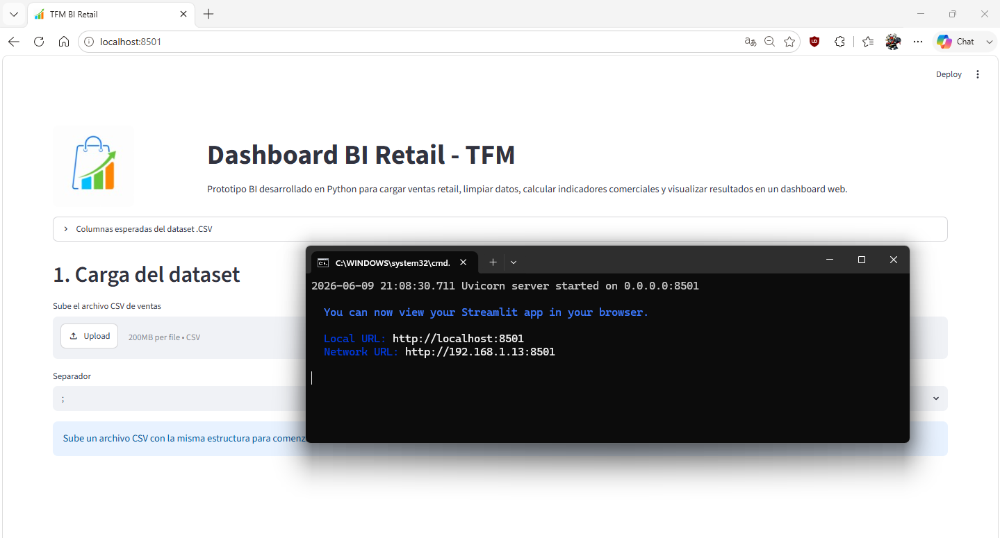 TFM BI Retail
localhost:8501
Chat
Deploy
Dashboard BI Retail - TFM
Prototipo BI desarrollado en Python para cargar ventas retail, limpiar datos, calcular indicadores comerciales y visualizar resultados en un dashboard web.
Columnas esperadas del dataset .CSV
1. Carga del dataset
Sube el archivo CSV de ventas
Upload
200MB per file • CSV
Separador
;
Sube un archivo CSV con la misma estructura para comenz
C:\WINDOWS\system32\cmd.
2026-06-09 21:08:30.711 Uvicorn server started on 0.0.0.0:8501
You can now view your Streamlit app in your browser.
Local URL: http://localhost:8501
Network URL: http://192.168.1.13:8501